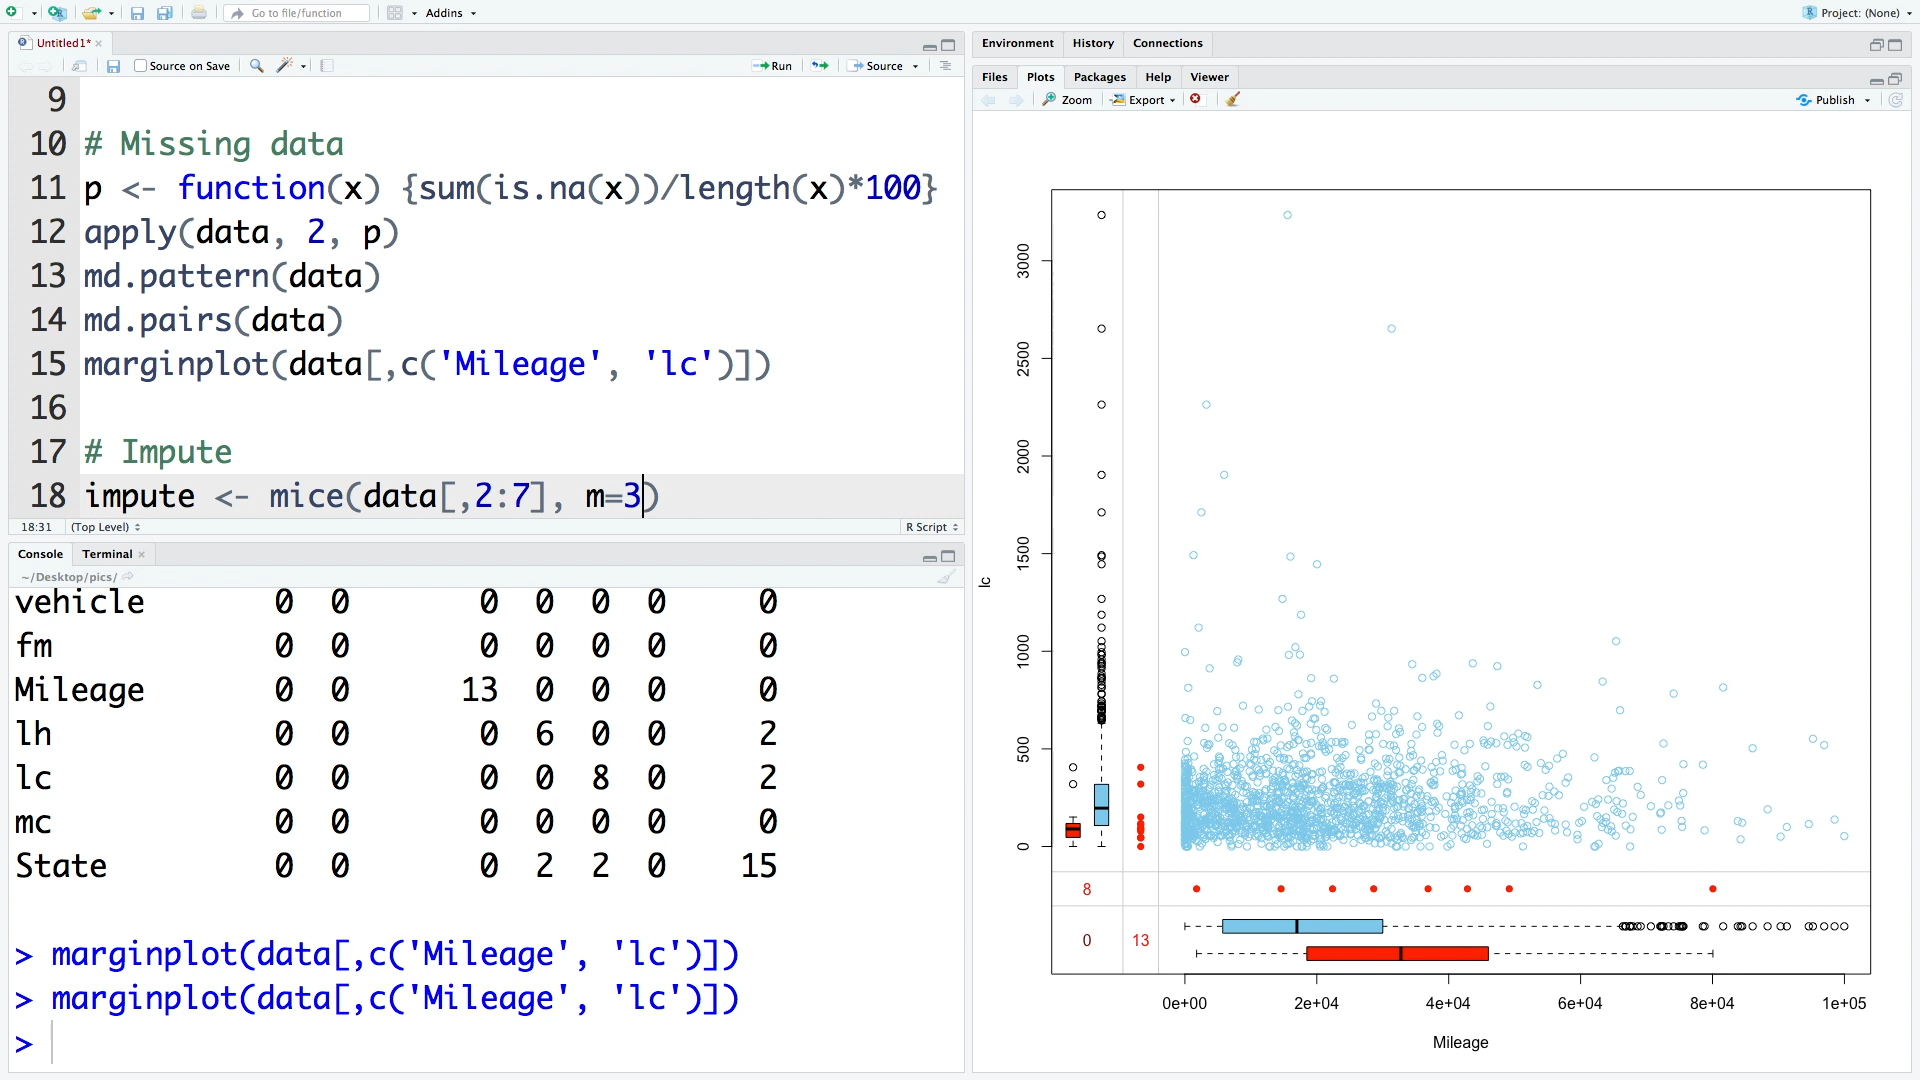 Go to file/function
Addins
Project: (None)
Untitled1*
Source on Save
Run
Source
9
10 # Missing data
11 p <- function(x) {sum(is.na(x))/length(x)*100}
12 apply(data, 2, p)
13 md.pattern(data)
14 md.pairs(data)
15 marginplot(data[,c('Mileage', 'lc')])
16
17 # Impute
18 impute <- mice(data[,2:7], m=3)
18:31 (Top Level) R Script
Console Terminal
~/Desktop/pics/
vehicle 0 0 0 0 0 0 0
fm 0 0 0 0 0 0 0
Mileage 0 0 13 0 0 0 0
lh 0 0 0 6 0 0 2
lc 0 0 0 0 8 0 2
mc 0 0 0 0 0 0 0
State 0 0 0 2 2 0 15
> marginplot(data[,c('Mileage', 'lc')])
> marginplot(data[,c('Mileage', 'lc')])
>
Environment History Connections
Files Plots Packages Help Viewer
Zoom Export Publish
3000
2500
2000
1500
1000
500
0
lc
8
0 13
0e+00 2e+04 4e+04 6e+04 8e+04 1e+05
Mileage